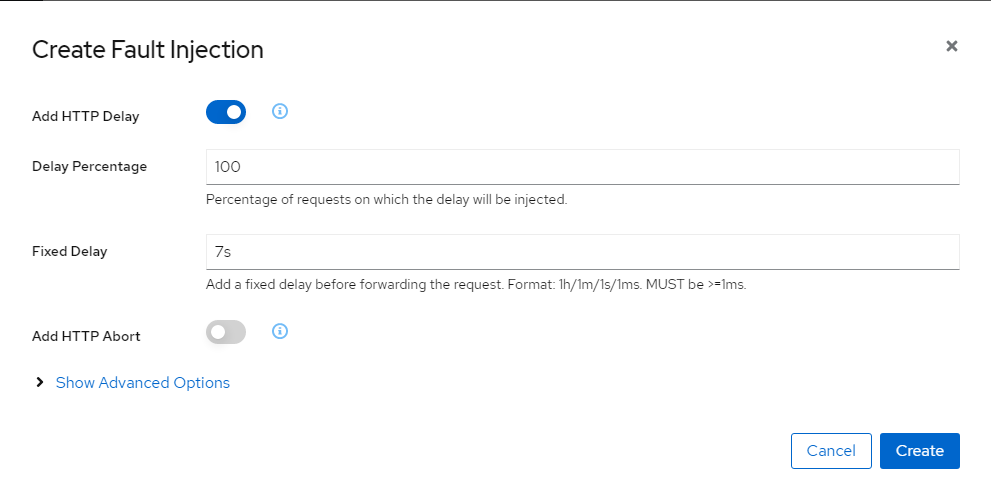 Create Fault Injection
Add HTTP Delay
Delay Percentage
100
Percentage of requests on which the delay will be injected.
Fixed Delay
7s
Add a fixed delay before forwarding the request. Format: 1h/1m/1s/1ms. MUST be >=1ms.
Add HTTP Abort
Show Advanced Options
Cancel
Create